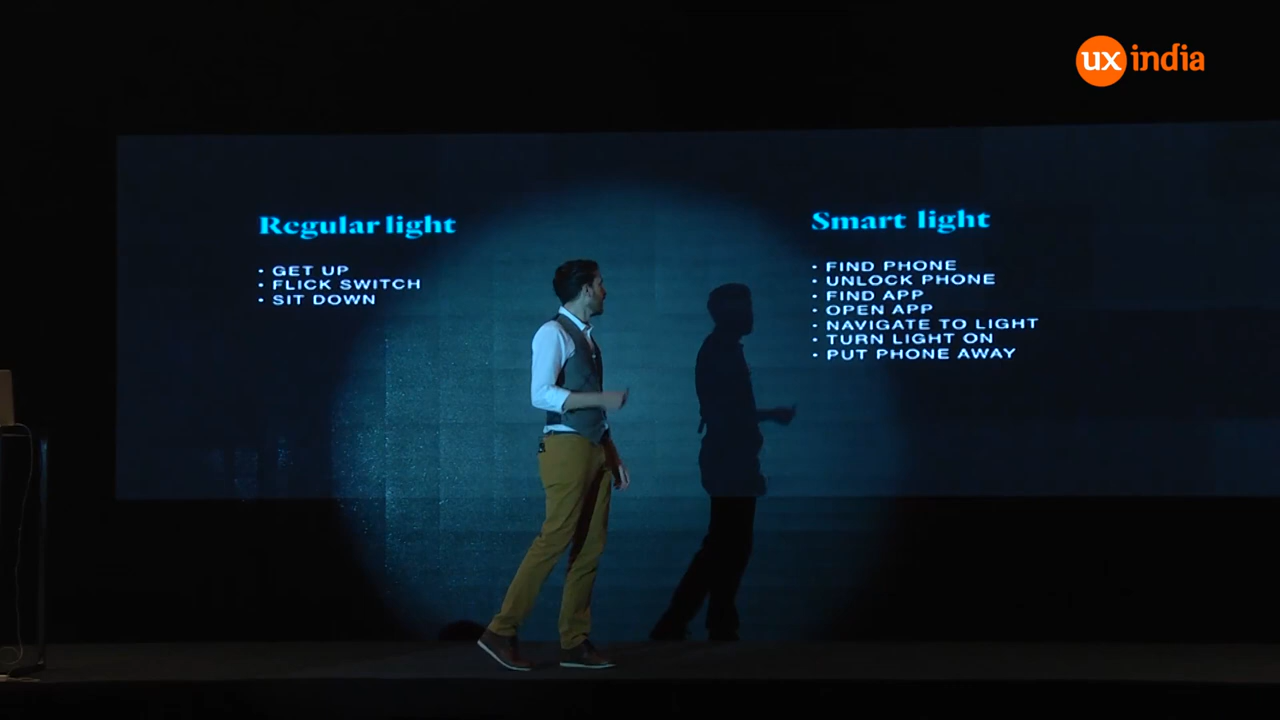 ux india
Regular light
• GET UP
• FLICK SWITCH
• SIT DOWN
Smart light
• FIND PHONE
• UNLOCK PHONE
• FIND APP
• OPEN APP
• NAVIGATE TO LIGHT
• TURN LIGHT ON
• PUT PHONE AWAY